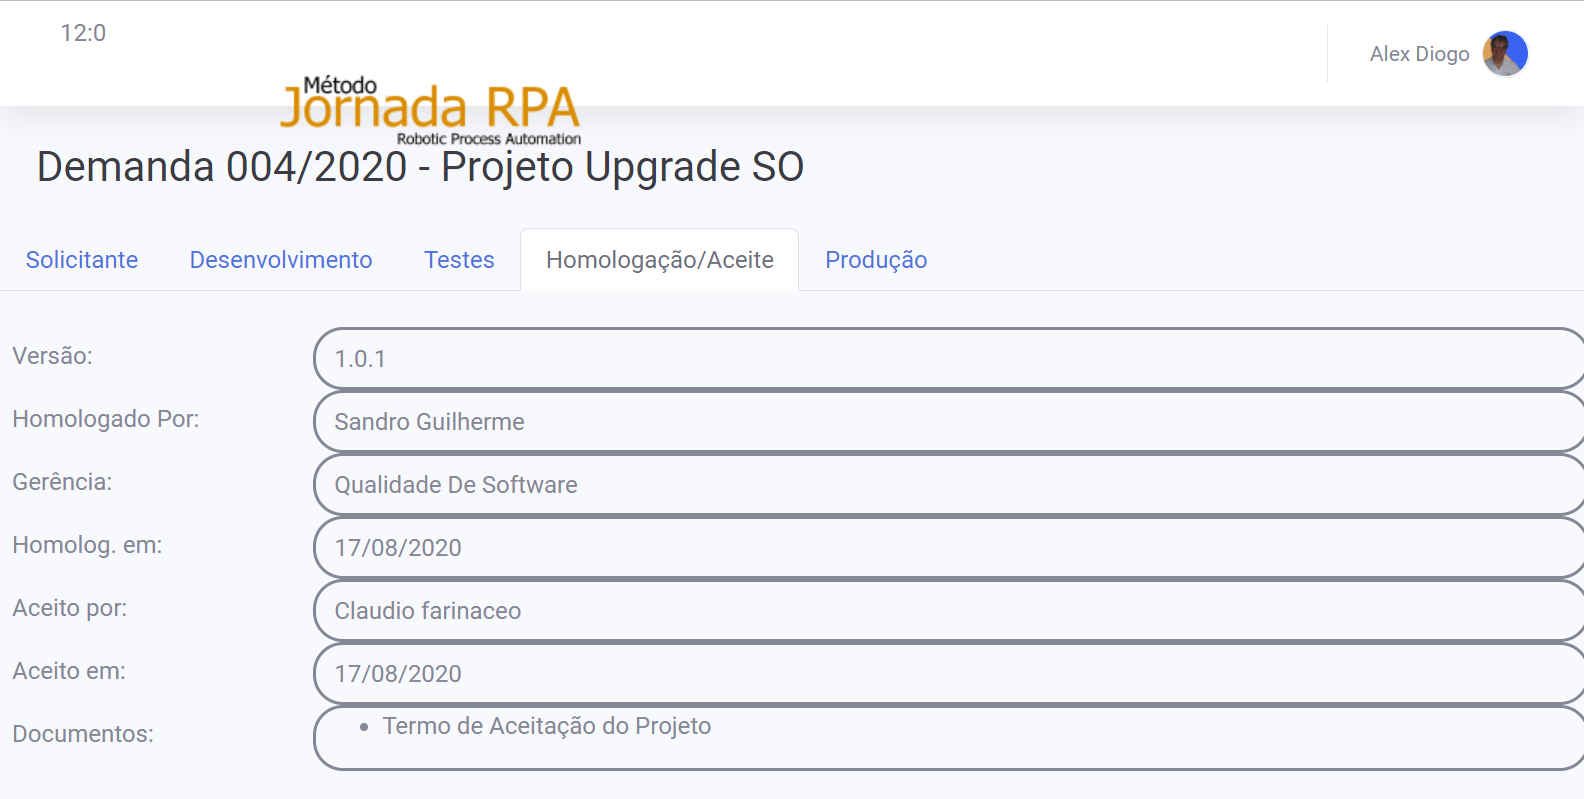 12:0
Alex Diogo
Método
Jornada RPA
Robotic Process Automation
Demanda 004/2020 - Projeto Upgrade SO
Solicitante Desenvolvimento Testes Homologação/Aceite Produção
Versão: 1.0.1
Homologado Por: Sandro Guilherme
Gerência: Qualidade De Software
Homolog. em: 17/08/2020
Aceito por: Claudio farinaceo
Aceito em: 17/08/2020
Documentos: • Termo de Aceitação do Projeto